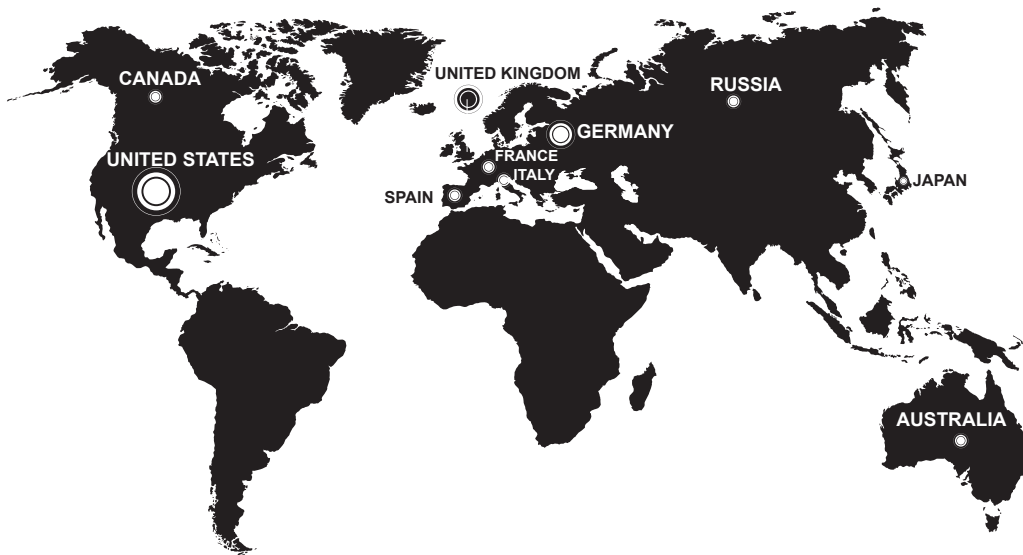 UNITED KINGDOM
CANADA
RUSSIA
GERMANY
FRANCE
UNITED STATES
ITALY
JAPAN
SPAIN
AUSTRALIA